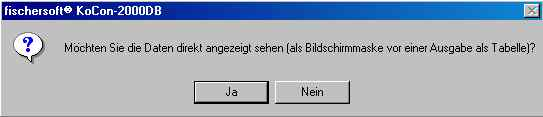 fischersoft® KoCon-2000DB
Möchten Sie die Daten direkt angezeigt sehen (als Bildschirmmaske vor einer Ausgabe als Tabelle)?
Ja Nein